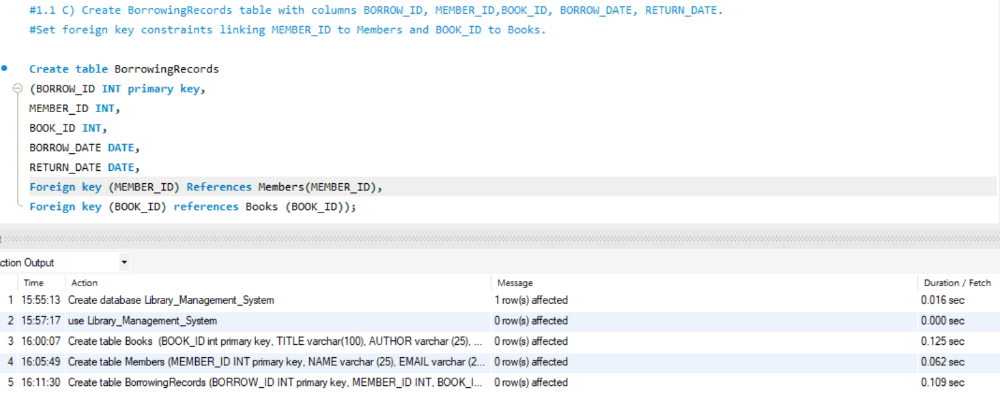 #1.1 C) Create BorrowingRecords table with columns BORROW_ID, MEMBER_ID,BOOK_ID, BORROW_DATE, RETURN_DATE.
#Set foreign key constraints linking MEMBER_ID to Members and BOOK_ID to Books.
Create table BorrowingRecords
(BORROW_ID INT primary key,
MEMBER_ID INT,
BOOK_ID INT,
BORROW_DATE DATE,
RETURN_DATE DATE,
Foreign key (MEMBER_ID) References Members(MEMBER_ID),
Foreign key (BOOK_ID) references Books (BOOK_ID));
t
ction Output
Time Action Message Duration / Fetch
1 15:55:13 Create database Library_Management_System 1 row(s) affected 0.016 sec
2 15:57:17 use Library_Management_System 0 row(s) affected 0.000 sec
3 16:00:07 Create table Books  (BOOK_ID int primary key, TITLE varchar(100), AUTHOR varchar (25), ... 0 row(s) affected 0.125 sec
4 16:05:49 Create table Members (MEMBER_ID INT primary key, NAME varchar (25), EMAIL varchar (2... 0 row(s) affected 0.062 sec
5 16:11:30 Create table BorrowingRecords (BORROW_ID INT primary key, MEMBER_ID INT, BOOK_I... 0 row(s) affected 0.109 sec